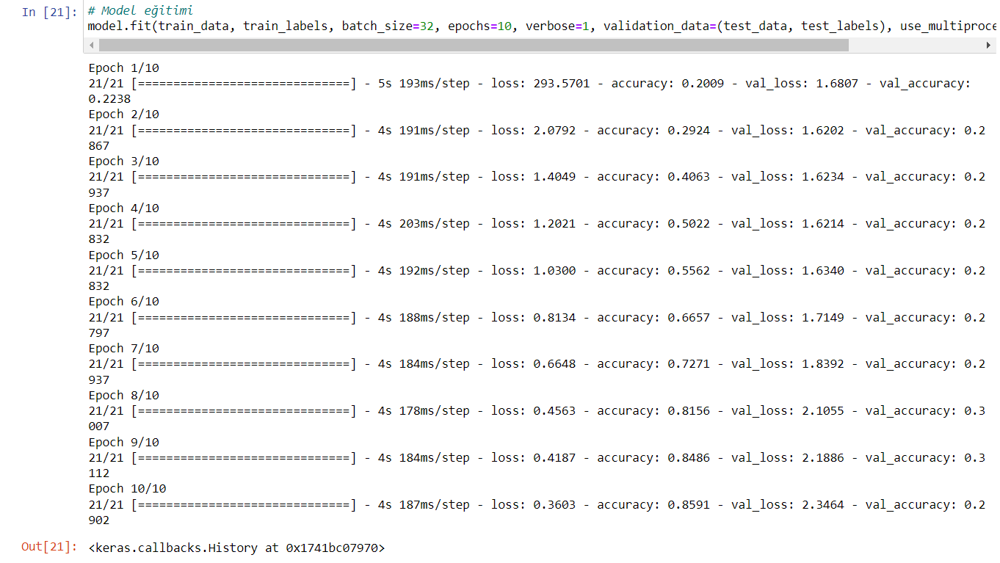 In [21]: # Model eğitimi
model.fit(train_data, train_labels, batch_size=32, epochs=10, verbose=1, validation_data=(test_data, test_labels), use_multiproce
Epoch 1/10
21/21 [==============================] - 5s 193ms/step - loss: 293.5701 - accuracy: 0.2009 - val_loss: 1.6807 - val_accuracy:
0.2238
Epoch 2/10
21/21 [==============================] - 4s 191ms/step - loss: 2.0792 - accuracy: 0.2924 - val_loss: 1.6202 - val_accuracy: 0.2
867
Epoch 3/10
21/21 [==============================] - 4s 191ms/step - loss: 1.4049 - accuracy: 0.4063 - val_loss: 1.6234 - val_accuracy: 0.2
937
Epoch 4/10
21/21 [==============================] - 4s 203ms/step - loss: 1.2021 - accuracy: 0.5022 - val_loss: 1.6214 - val_accuracy: 0.2
832
Epoch 5/10
21/21 [==============================] - 4s 192ms/step - loss: 1.0300 - accuracy: 0.5562 - val_loss: 1.6340 - val_accuracy: 0.2
832
Epoch 6/10
21/21 [==============================] - 4s 188ms/step - loss: 0.8134 - accuracy: 0.6657 - val_loss: 1.7149 - val_accuracy: 0.2
797
Epoch 7/10
21/21 [==============================] - 4s 184ms/step - loss: 0.6648 - accuracy: 0.7271 - val_loss: 1.8392 - val_accuracy: 0.2
937
Epoch 8/10
21/21 [==============================] - 4s 178ms/step - loss: 0.4563 - accuracy: 0.8156 - val_loss: 2.1055 - val_accuracy: 0.3
007
Epoch 9/10
21/21 [==============================] - 4s 184ms/step - loss: 0.4187 - accuracy: 0.8486 - val_loss: 2.1886 - val_accuracy: 0.3
112
Epoch 10/10
21/21 [==============================] - 4s 187ms/step - loss: 0.3603 - accuracy: 0.8591 - val_loss: 2.3464 - val_accuracy: 0.2
902
Out[21]: <keras.callbacks.History at 0x1741bc07970>